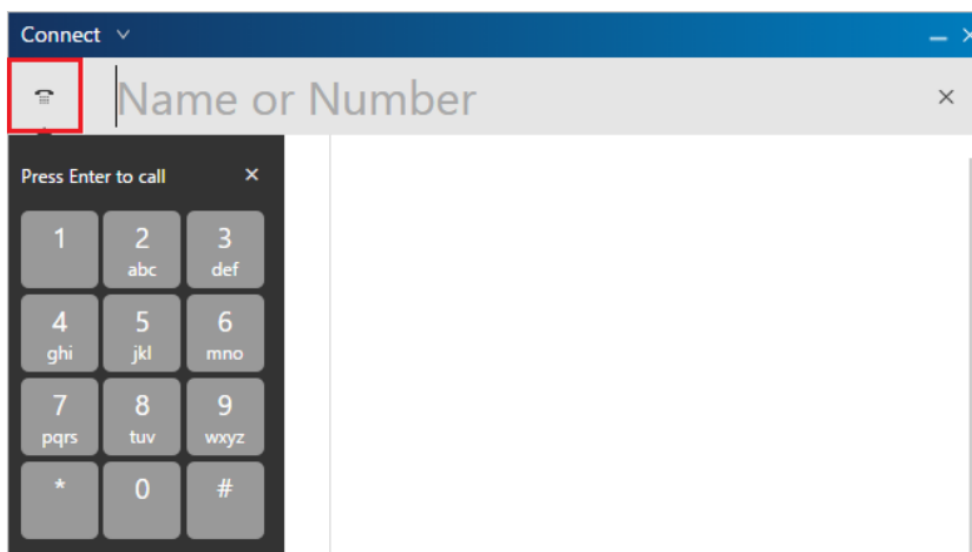 Connect
Name or Number
Press Enter to call
1 2 3
abc def
4 5 6
ghi jkl mno
7 8 9
pqrs tuv wxyz
* 0 #